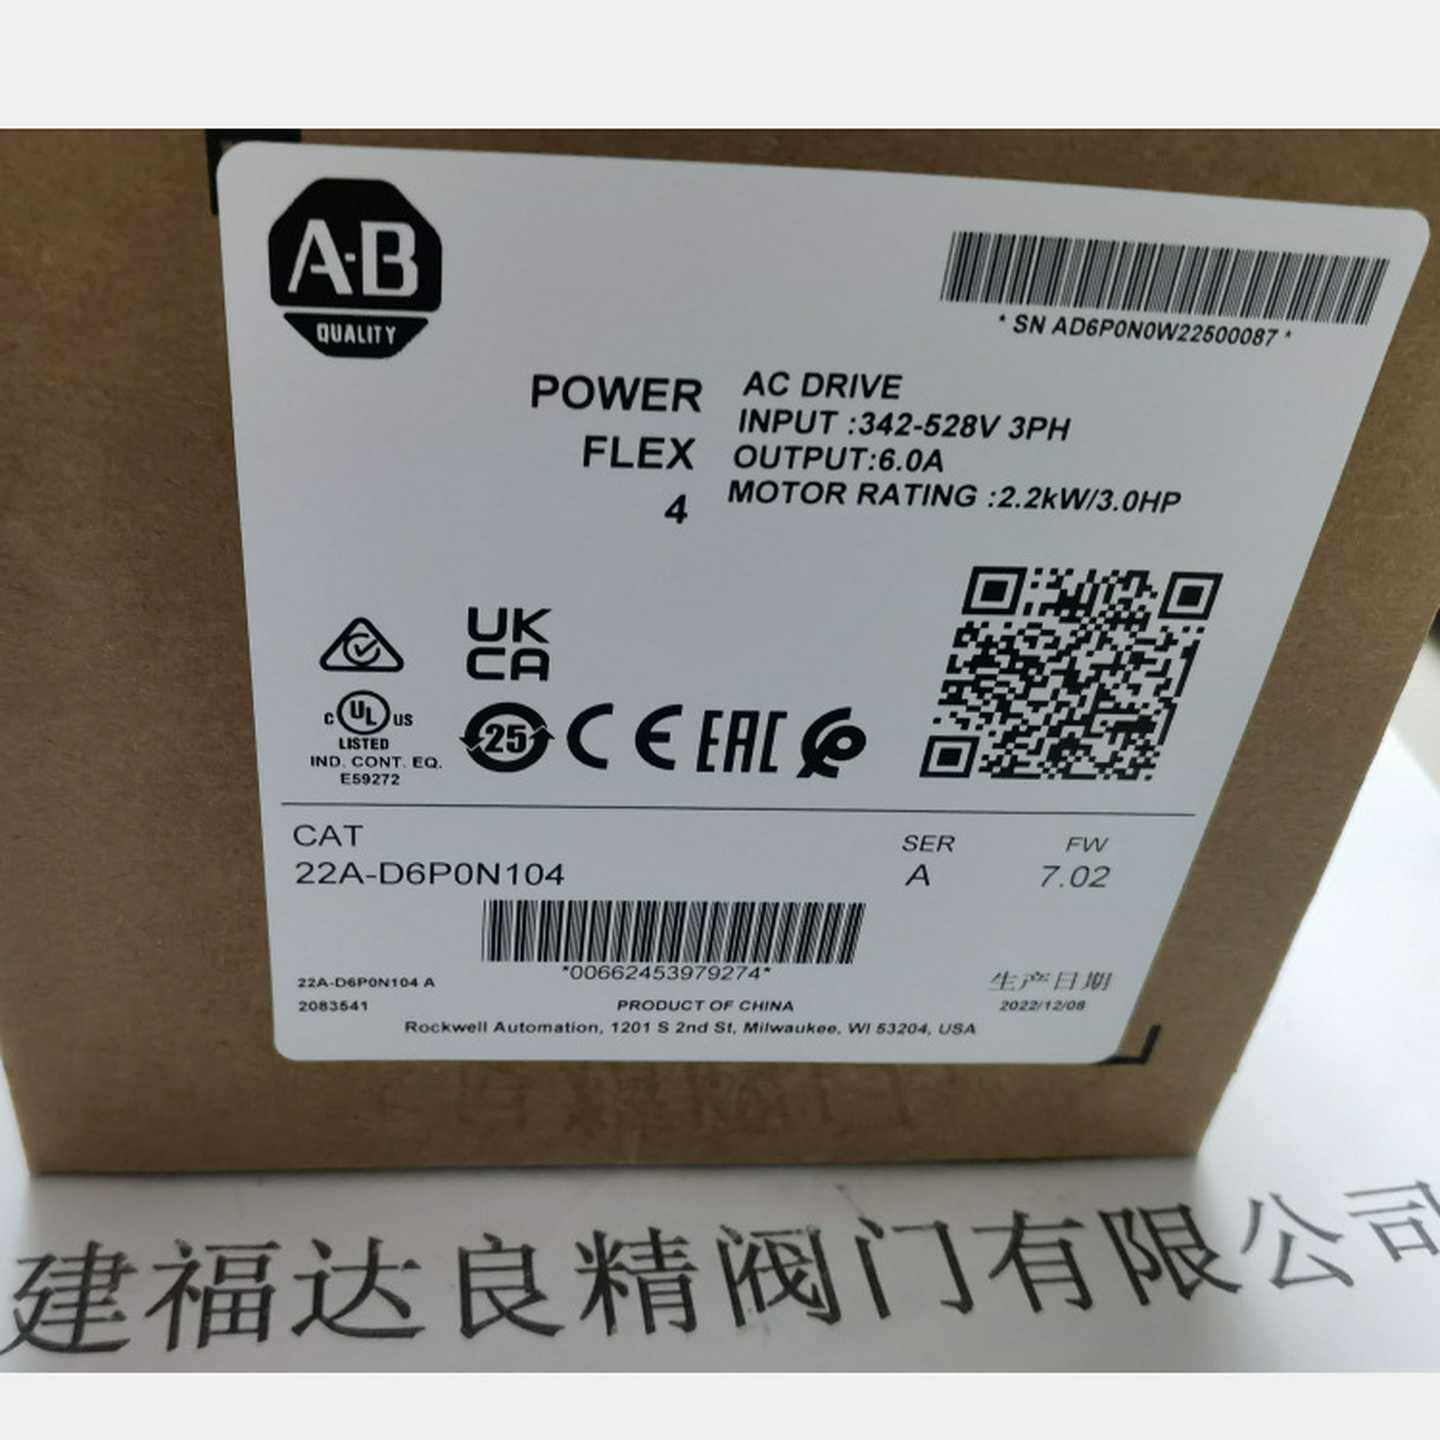 A-B
QUALITY
* SN AD6P0N0W22500087 *
POWER
FLEX
4
AC DRIVE
INPUT :342-528V 3PH
OUTPUT:6.0A
MOTOR RATING :2.2kW/3.0HP
UK
CA
C UL US
LISTED
IND. CONT. EQ.
E59272
25
CE
EAC
CAT
22A-D6P0N104
SER
A
FW
7.02
*00662453979274*
22A-D6P0N104 A
2083541
生产日期
2022/12/08
PRODUCT OF CHINA
Rockwell Automation, 1201 S 2nd St, Milwaukee, WI 53204, USA
建福达良精阀门有限公司